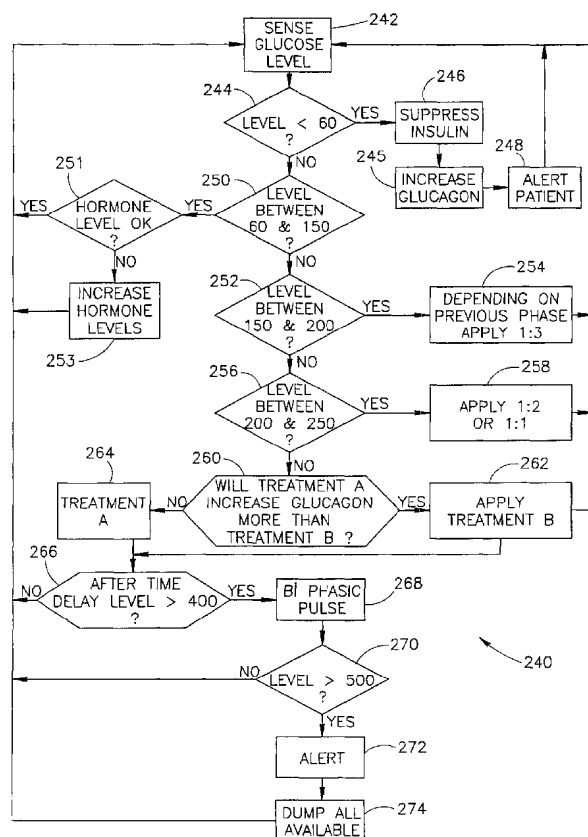 242
SENSE
GLUCOSE
LEVEL
244
LEVEL < 60
?
YES
NO
246
SUPPRESS
INSULIN
245
INCREASE
GLUCAGON
248
ALERT
PATIENT
250
LEVEL
BETWEEN
60 & 150
?
YES
NO
251
HORMONE
LEVEL OK
?
YES
NO
INCREASE
HORMONE
LEVELS
253
252
LEVEL
BETWEEN
150 & 200
?
YES
NO
254
DEPENDING ON
PREVIOUS PHASE
APPLY 1:3
256
LEVEL
BETWEEN
200 & 250
?
YES
NO
258
APPLY 1:2
OR 1:1
260
WILL TREATMENT A
INCREASE GLUCAGON
MORE THAN
TREATMENT B ?
NO
YES
264
TREATMENT
A
262
APPLY
TREATMENT B
266
AFTER TIME
DELAY LEVEL > 400
?
NO
YES
268
BI PHASIC
PULSE
270
LEVEL > 500
?
NO
YES
240
ALERT
272
DUMP ALL
AVAILABLE
274